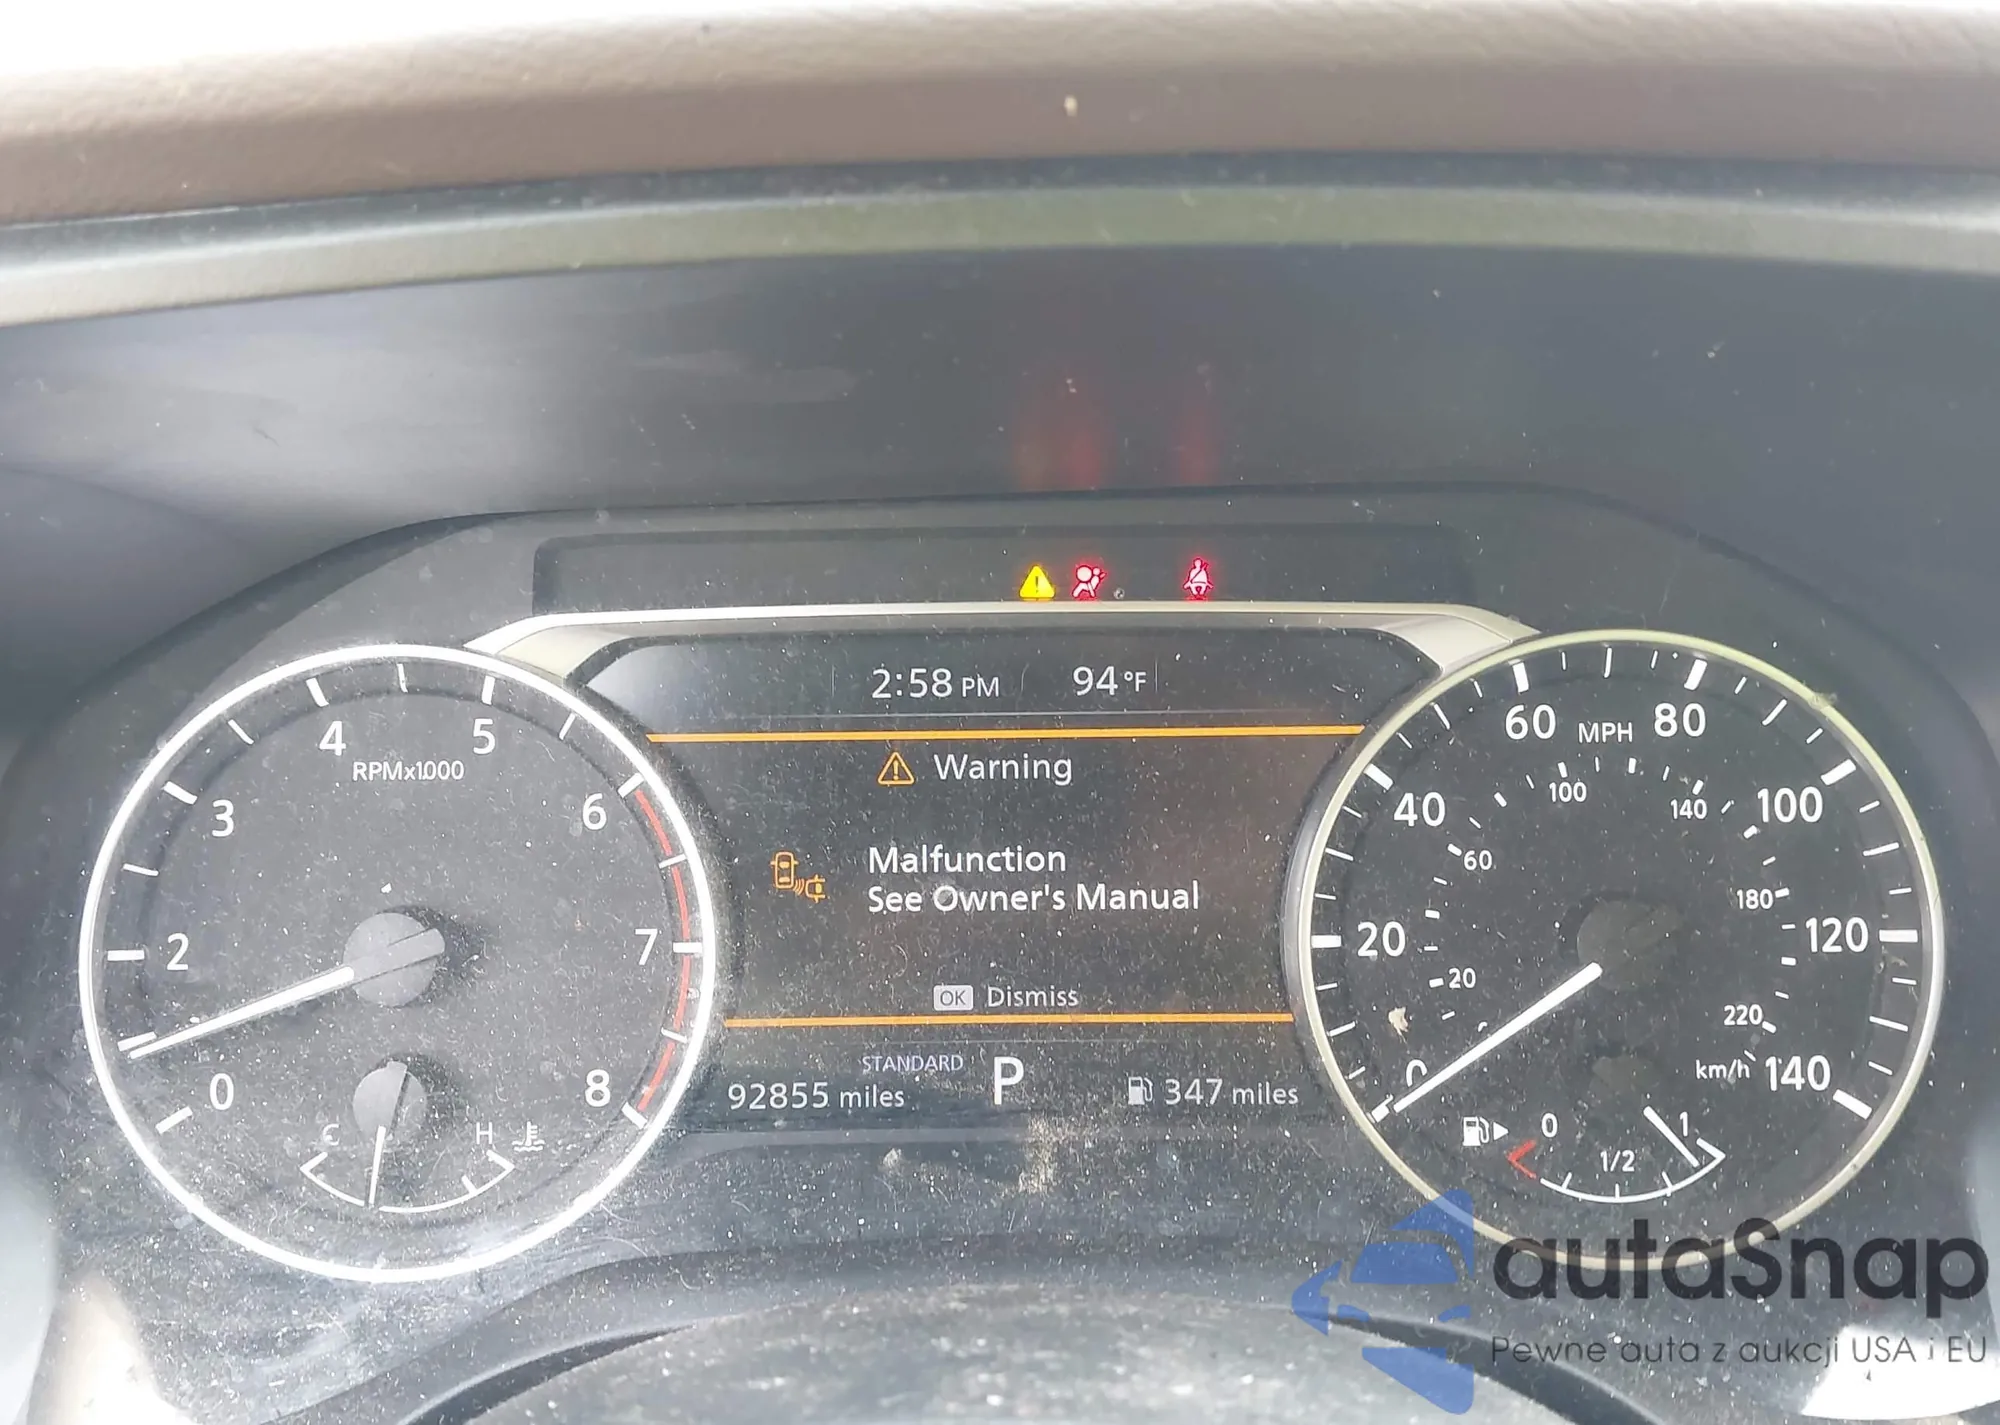 2:58 PM 94°F
Warning
Malfunction
See Owner's Manual
OK Dismiss
STANDARD P
92855 miles
347 miles
0
2
3
4
5
6
7
8
RPMx1000
C H
0
20
40
60
80
100
120
140
MPH
20
60
100
140
180
220
km/h
0 1/2 1
autaSnap
Pewne auta z aukcji USA i EU